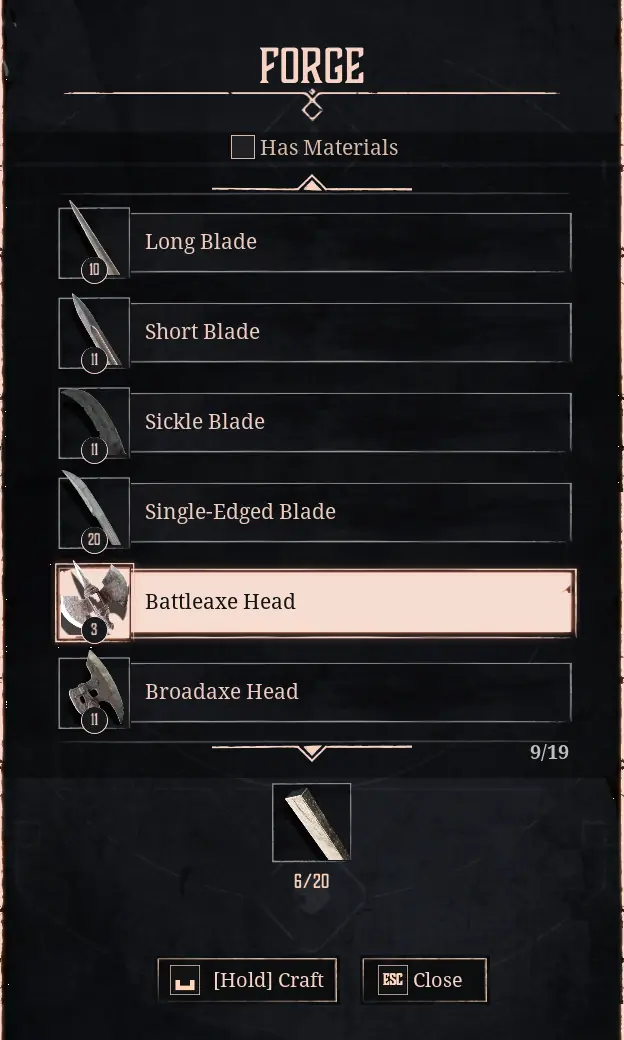 FORGE
Has Materials
10
Long Blade
11
Short Blade
11
Sickle Blade
20
Single-Edged Blade
3
Battleaxe Head
11
Broadaxe Head
9/19
6/20
[Hold] Craft
ESC Close